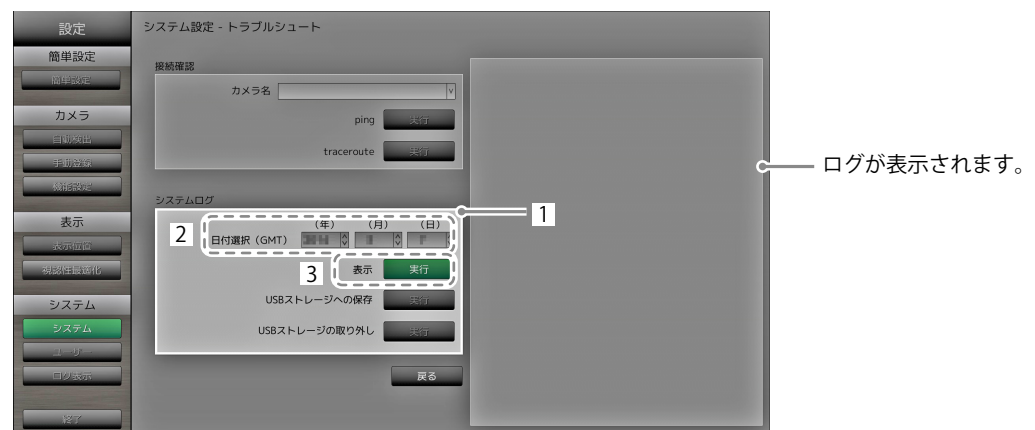 設定
簡単設定
簡単設定
カメラ
自動検出
手動登録
機能設定
表示
表示位置
視認性最適化
システム
システム
ユーザー
ログ表示
終了
システム設定 - トラブルシュート
接続確認
カメラ名
ping 実行
traceroute 実行
システムログ
1
2
(年) (月) (日)
日付選択（GMT）
3
表示 実行
USBストレージへの保存 実行
USBストレージの取り外し 実行
戻る
ログが表示されます。